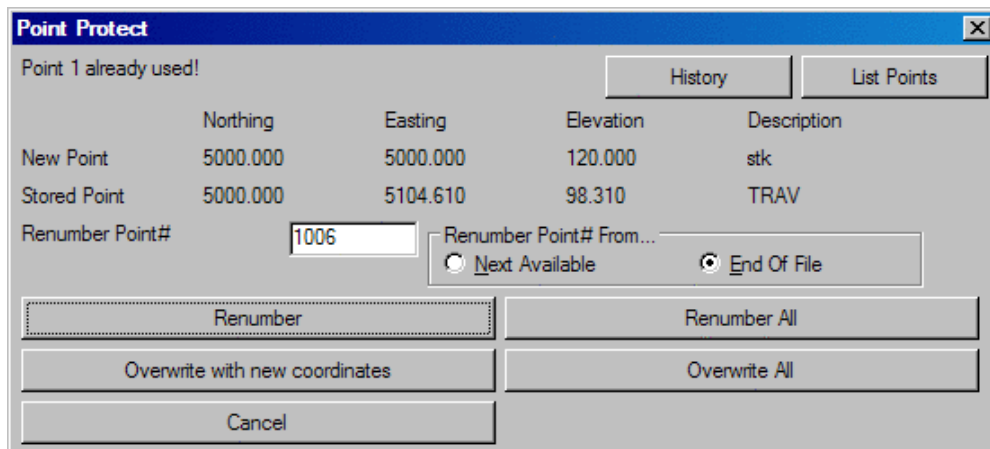 Point Protect
Point 1 already used! History List Points
Northing Easting Elevation Description
New Point 5000.000 5000.000 120.000 stk
Stored Point 5000.000 5104.610 98.310 TRAV
Renumber Point# 1006 Renumber Point# From...
Next Available End Of File
Renumber Renumber All
Overwrite with new coordinates Overwrite All
Cancel